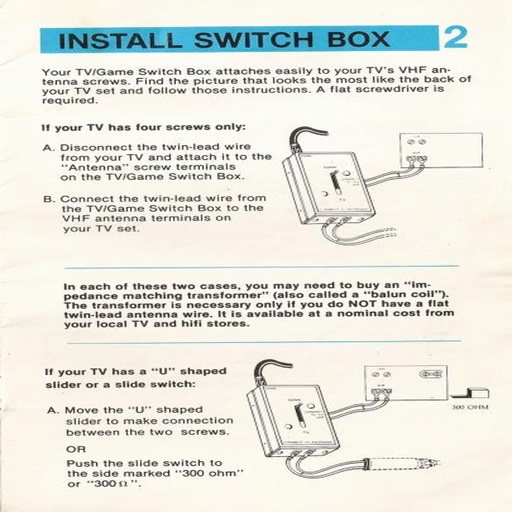 INSTALL SWITCH BOX 2
Your TV/Game Switch Box attaches easily to your TV's VHF an-
tenna screws. Find the picture that looks the most like the back of
your TV set and follow those instructions. A flat screwdriver is
required.
If your TV has four screws only:
A. Disconnect the twin-lead wire
from your TV and attach it to the
"Antenna" screw terminals
on the TV/Game Switch Box.
B. Connect the twin-lead wire from
the TV/Game Switch Box to the
VHF antenna terminals on
your TV set.
In each of these two cases, you may need to buy an "im-
pedance matching transformer" (also called a "balun coil").
The transformer is necessary only if you do NOT have a flat
twin-lead antenna wire. It is available at a nominal cost from
your local TV and hifi stores.
If your TV has a "U" shaped
slider or a slide switch:
A. Move the "U" shaped
slider to make connection
between the two screws.
OR
Push the slide switch to
the side marked "300 ohm"
or "300Ω".
300 OHM